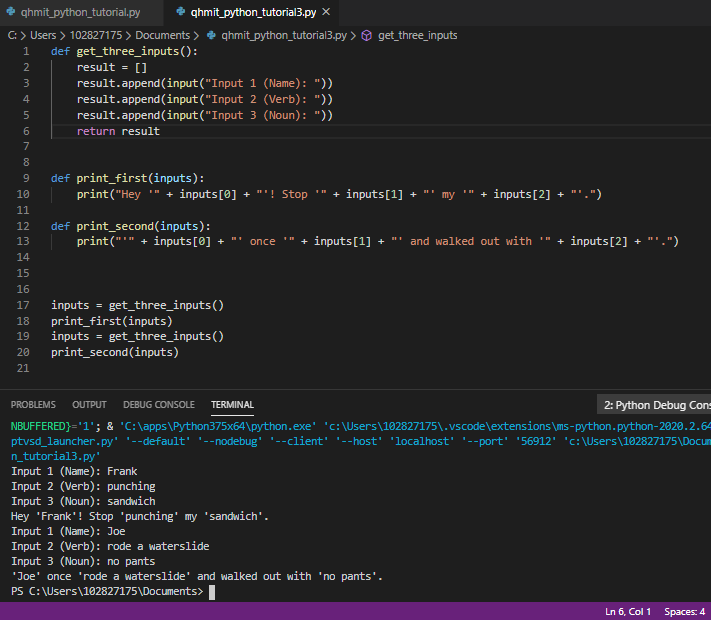 qhmit_python_tutorial.py qhmit_python_tutorial3.py ×
C: > Users > 102827175 > Documents > qhmit_python_tutorial3.py > get_three_inputs
1 def get_three_inputs():
2 result = []
3 result.append(input("Input 1 (Name): "))
4 result.append(input("Input 2 (Verb): "))
5 result.append(input("Input 3 (Noun): "))
6 return result
7
8
9 def print_first(inputs):
10 print("Hey '" + inputs[0] + "'! Stop '" + inputs[1] + "' my '" + inputs[2] + "'.")
11
12 def print_second(inputs):
13 print("'" + inputs[0] + "' once '" + inputs[1] + "' and walked out with '" + inputs[2] + "'.")
14
15
16
17 inputs = get_three_inputs()
18 print_first(inputs)
19 inputs = get_three_inputs()
20 print_second(inputs)
21
PROBLEMS OUTPUT DEBUG CONSOLE TERMINAL 2: Python Debug Cons
NBUFFERED}='1'; & 'C:\apps\Python375x64\python.exe' 'c:\Users\102827175\.vscode\extensions\ms-python.python-2020.2.64
ptvsd_launcher.py' '--default' '--nodebug' '--client' '--host' 'localhost' '--port' '56912' 'c:\Users\102827175\Docum
n_tutorial3.py'
Input 1 (Name): Frank
Input 2 (Verb): punching
Input 3 (Noun): sandwich
Hey 'Frank'! Stop 'punching' my 'sandwich'.
Input 1 (Name): Joe
Input 2 (Verb): rode a waterslide
Input 3 (Noun): no pants
'Joe' once 'rode a waterslide' and walked out with 'no pants'.
PS C:\Users\102827175\Documents>
Ln 6, Col 1 Spaces: 4